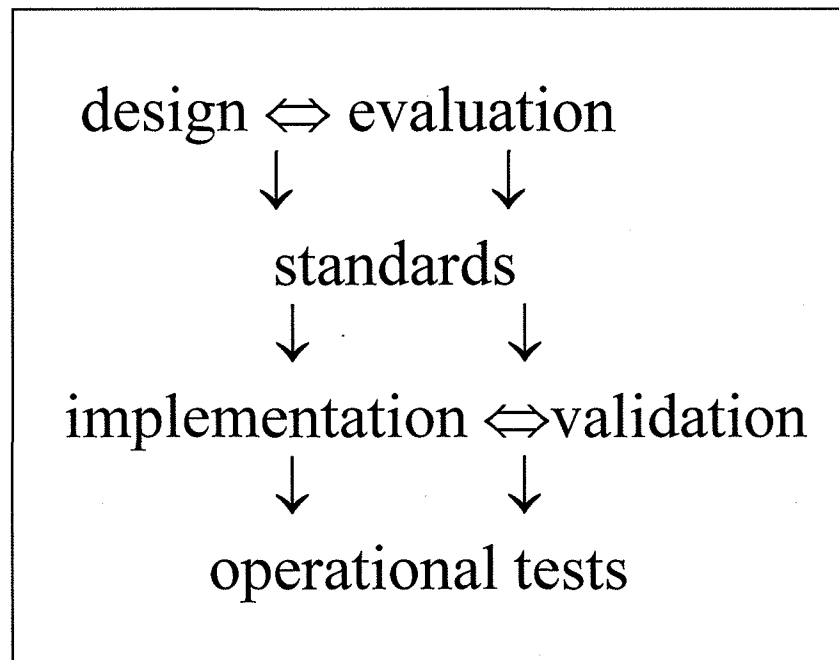 design ⇔ evaluation
↓ ↓
standards
↓ ↓
implementation ⇔validation
↓ ↓
operational tests